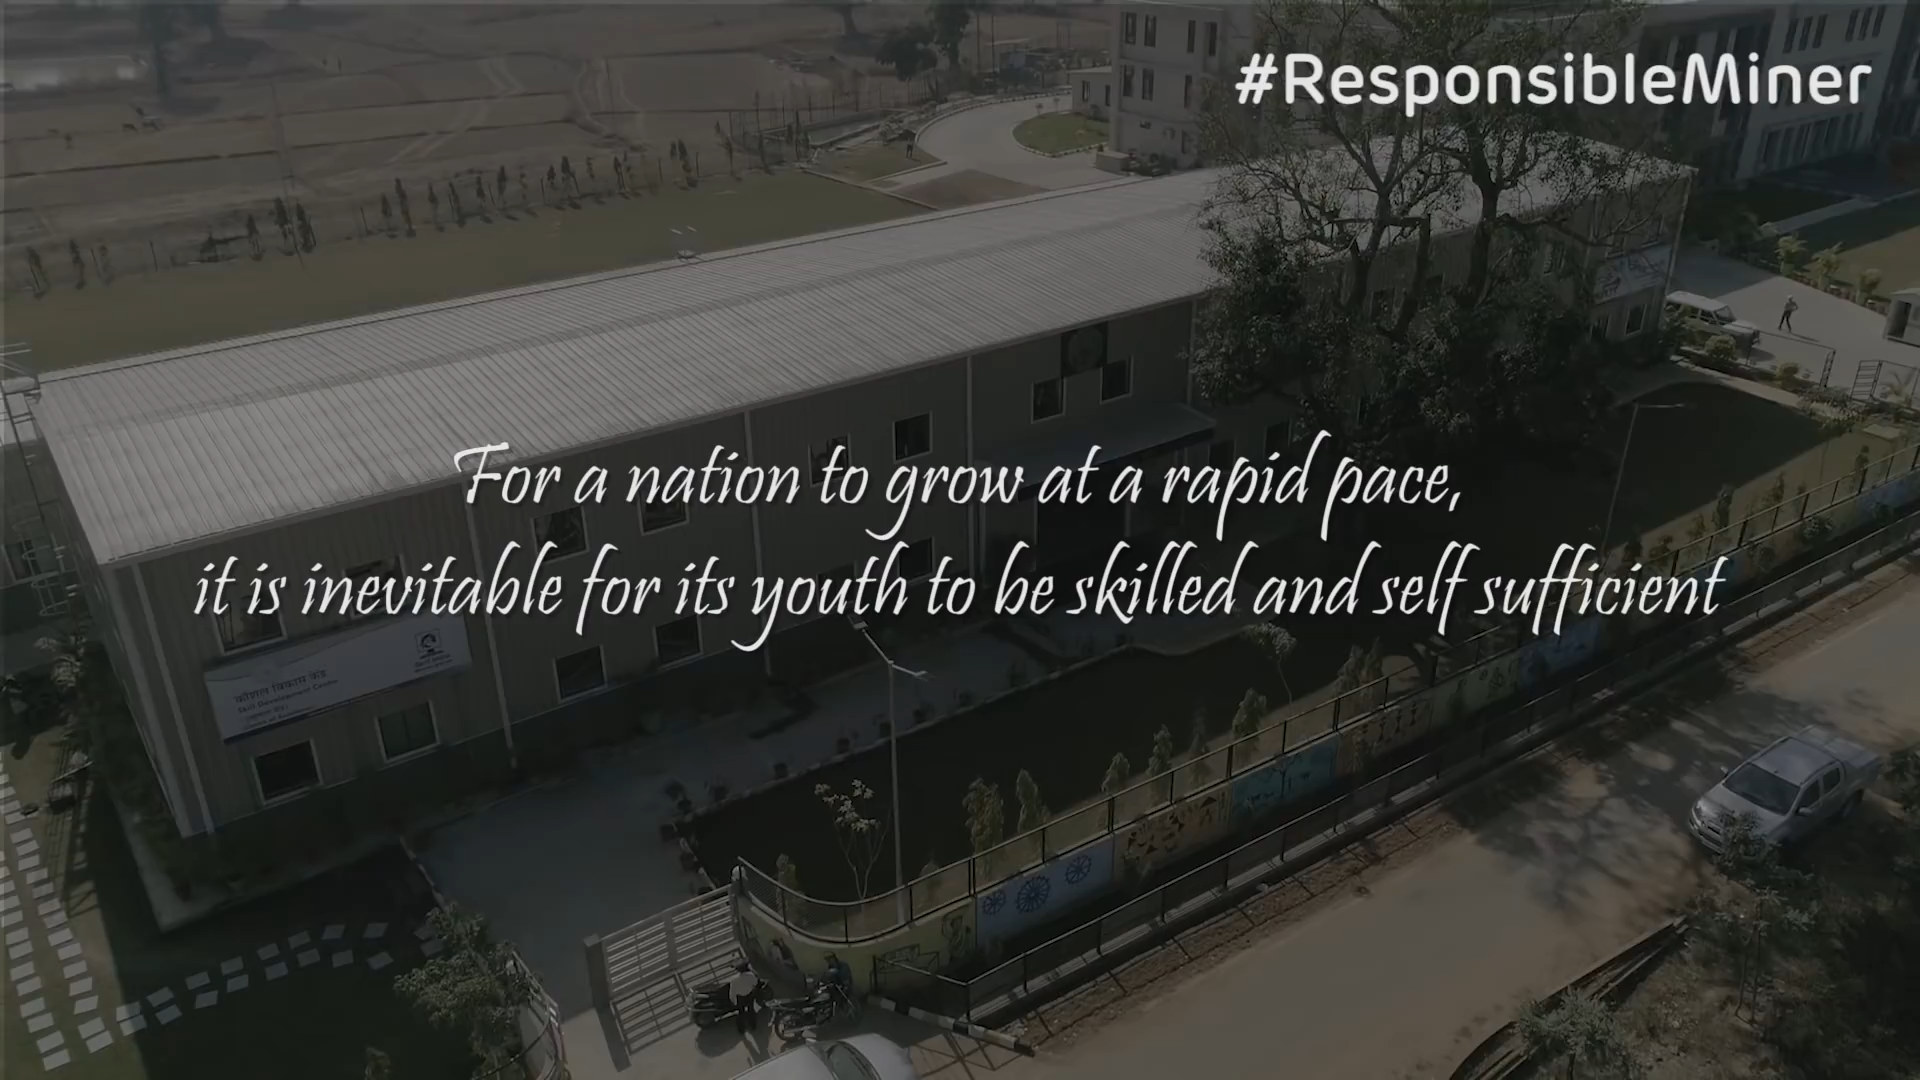 #ResponsibleMiner
For a nation to grow at a rapid pace,
it is inevitable for its youth to be skilled and self sufficient
कौशल विकास केंद्र
Skill Development Centre